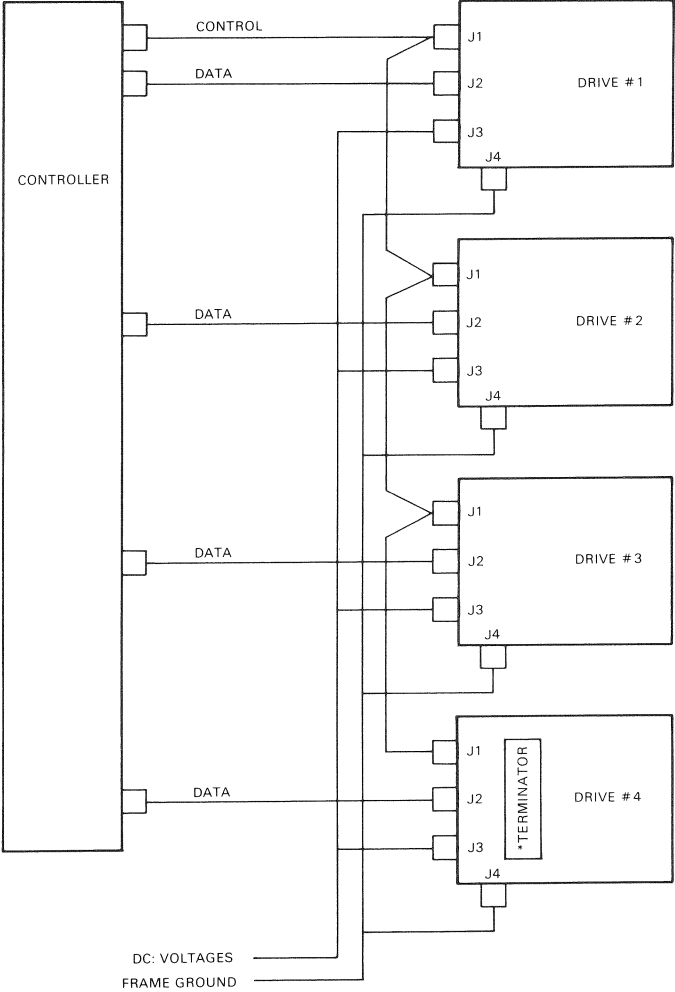 CONTROL
J1
DATA
J2
DRIVE #1
J3
J4
CONTROLLER
J1
DATA
J2
DRIVE #2
J3
J4
J1
DATA
J2
DRIVE #3
J3
J4
J1
*TERMINATOR
DATA
J2
DRIVE #4
J3
J4
DC: VOLTAGES
FRAME GROUND